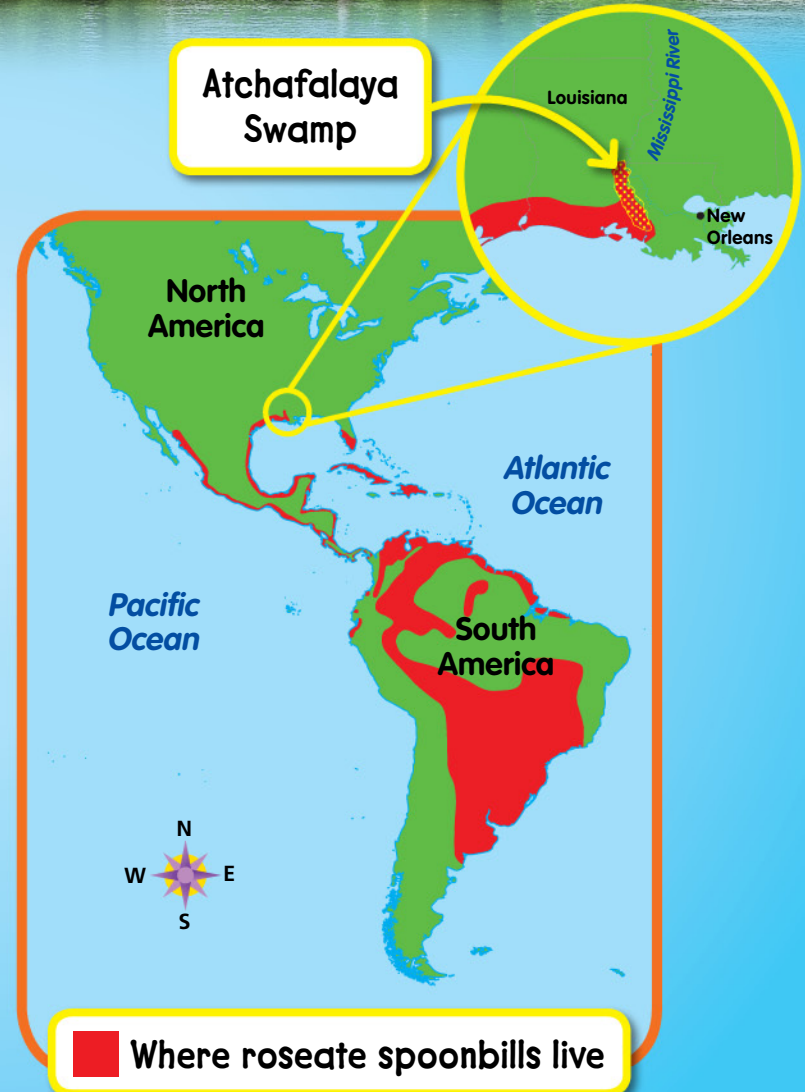 Atchafalaya
Swamp
Louisiana
Mississippi River
New
Orleans
North
America
Atlantic
Ocean
Pacific
Ocean
South
America
N
W
E
S
Where roseate spoonbills live